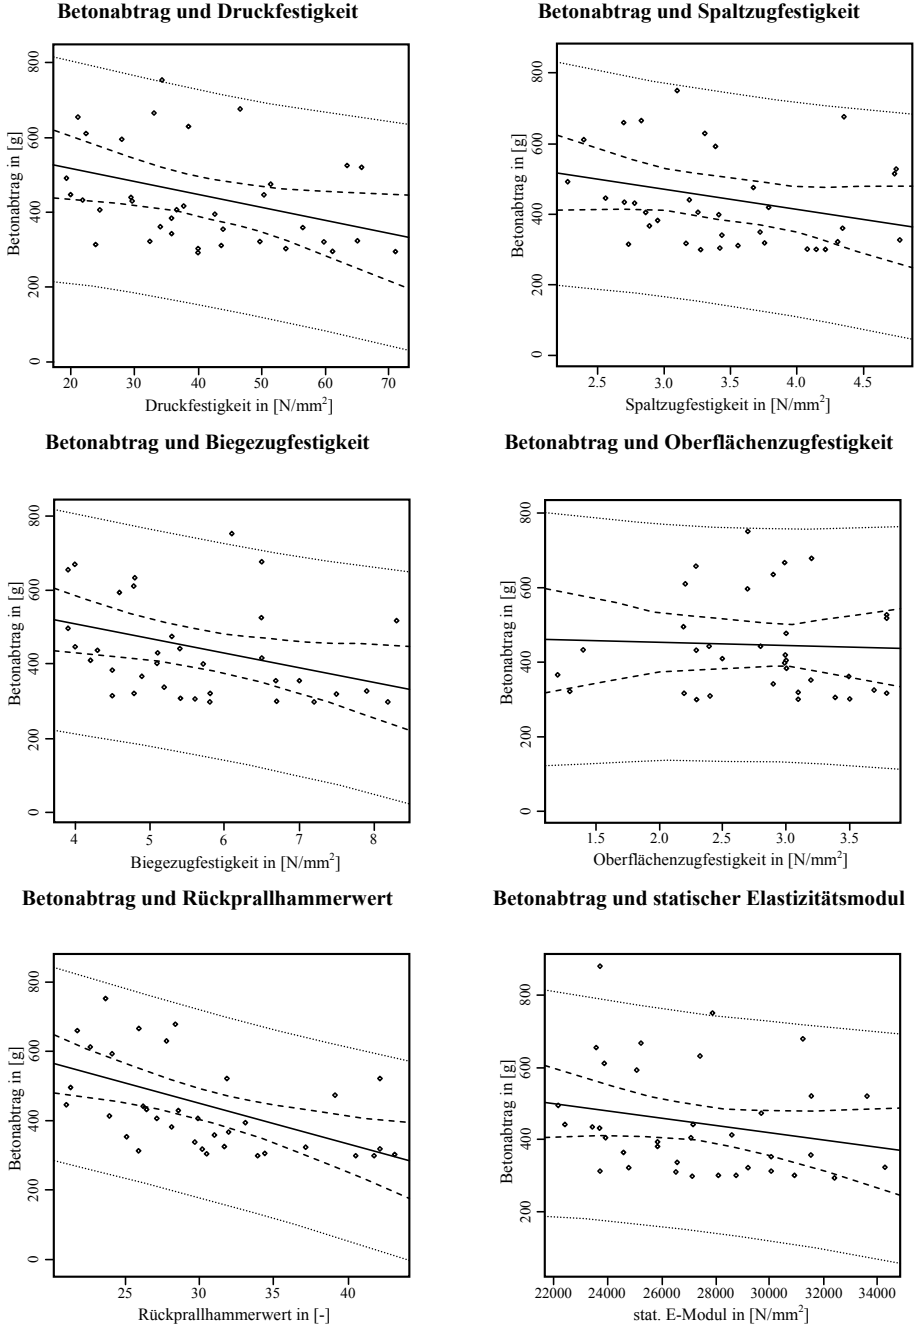 Betonabtrag und Druckfestigkeit
Betonabtrag in [g]
800
600
400
200
0
20 30 40 50 60 70
Druckfestigkeit in [N/mm²]
Betonabtrag und Spaltzugfestigkeit
Betonabtrag in [g]
800
600
400
200
0
2.5 3.0 3.5 4.0 4.5
Spaltzugfestigkeit in [N/mm²]
Betonabtrag und Biegezugfestigkeit
Betonabtrag in [g]
800
600
400
200
0
4 5 6 7 8
Biegezugfestigkeit in [N/mm²]
Betonabtrag und Oberflächenzugfestigkeit
Betonabtrag in [g]
800
600
400
200
0
1.5 2.0 2.5 3.0 3.5
Oberflächenzugfestigkeit in [N/mm²]
Betonabtrag und Rückprallhammerwert
Betonabtrag in [g]
800
600
400
200
0
25 30 35 40
Rückprallhammerwert in [-]
Betonabtrag und statischer Elastizitätsmodul
Betonabtrag in [g]
800
600
400
200
22000 24000 26000 28000 30000 32000 34000
stat. E-Modul in [N/mm²]